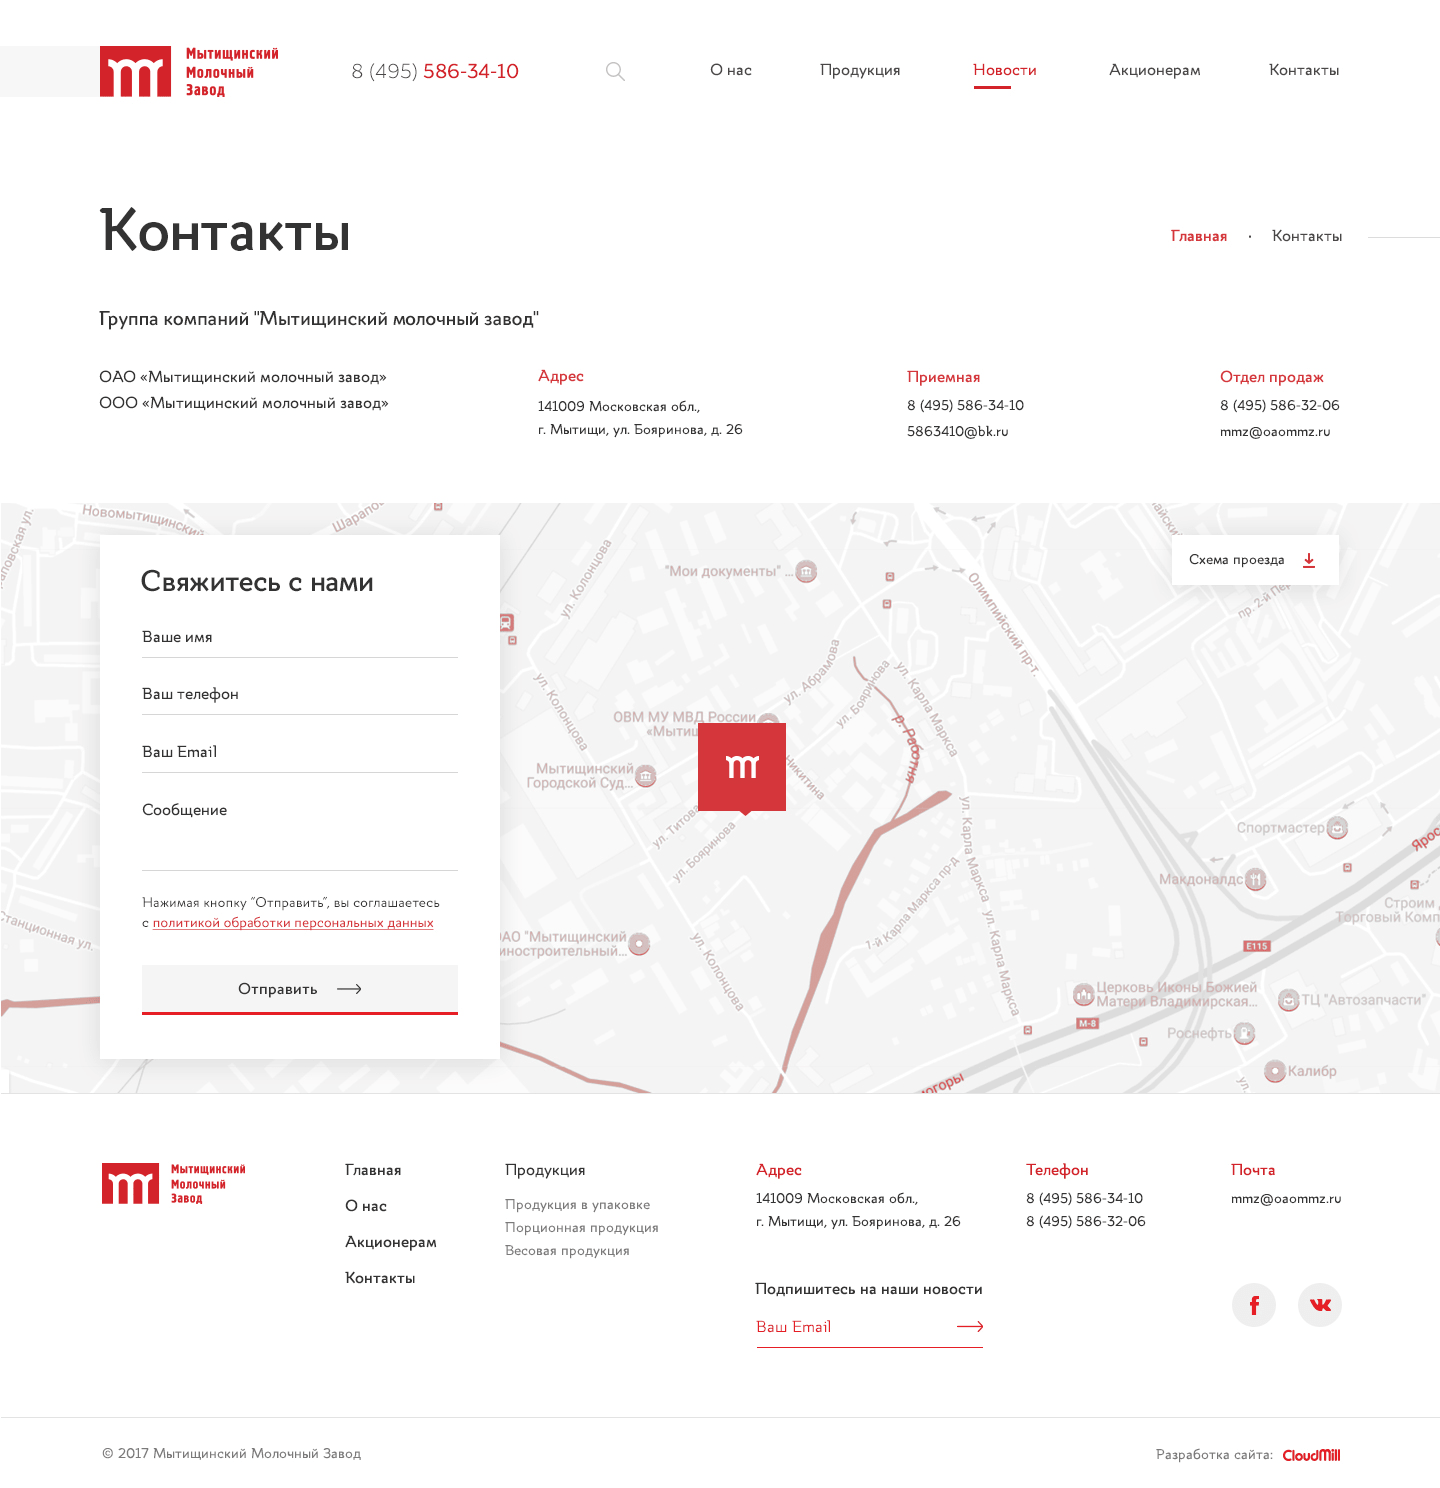 Мытищинский
Молочный
Завод
8 (495) 586-34-10
О нас
Продукция
Новости
Акционерам
Контакты
Контакты
Главная · Контакты
Группа компаний "Мытищинский молочный завод"
ОАО «Мытищинский молочный завод»
ООО «Мытищинский молочный завод»
Адрес
141009 Московская обл.,
г. Мытищи, ул. Бояринова, д. 26
Приемная
8 (495) 586-34-10
5863410@bk.ru
Отдел продаж
8 (495) 586-32-06
mmz@oaommz.ru
Новомытищинский
Шарапо
"Мои документы" ...
ул. Колонцова
Олимпийский пр-т.
пр. 2-й Пе
Схема проезда
Свяжитесь с нами
Ваше имя
Ваш телефон
Ваш Email
Сообщение
Нажимая кнопку "Отправить", вы соглашаетесь
с политикой обработки персональных данных
Отправить
ул. Колонцова
ул. Абрамова
ул. Бояринова
ул. Карла Маркса
р. Работня
ОВМ МУ МВД России
«Мытищ
Мытищинский
Городской Суд...
Никитина
ул. Титова
ул. Бояринова
ул. Карла Маркса
Спортмастер
Ярос
Макдоналдс
Строим
Торговый Комп
1-й Карла Маркса пр-д
ул. Карла Маркса
Станционная ул.
ОАО "Мытищинский
иностроительный...
ул. Колонцова
E115
Церковь Иконы Божией
Матери Владимирская...
ТЦ "Автозапчасти"
М-8
Роснефть
Калибр
ногоры
ул.
Мытищинский
Молочный
Завод
Главная
О нас
Акционерам
Контакты
Продукция
Продукция в упаковке
Порционная продукция
Весовая продукция
Адрес
141009 Московская обл.,
г. Мытищи, ул. Бояринова, д. 26
Телефон
8 (495) 586-34-10
8 (495) 586-32-06
Почта
mmz@oaommz.ru
Подпишитесь на наши новости
Ваш Email
© 2017 Мытищинский Молочный Завод
Разработка сайта: CloudMill